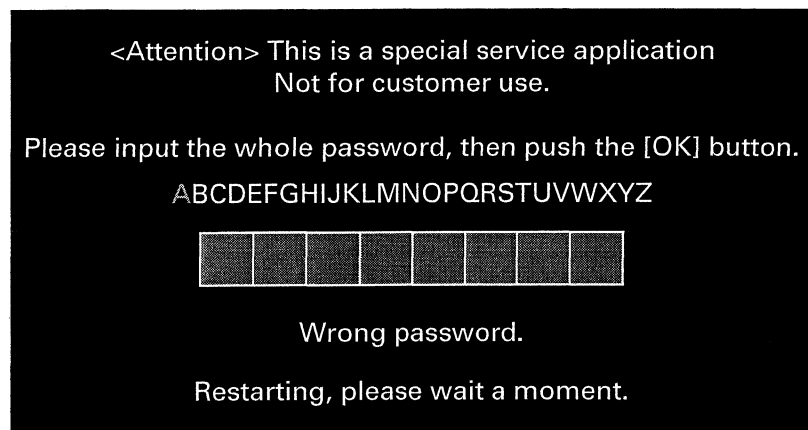 <Attention> This is a special service application
Not for customer use.
Please input the whole password, then push the [OK] button.
ABCDEFGHIJKLMNOPQRSTUVWXYZ
Wrong password.
Restarting, please wait a moment.